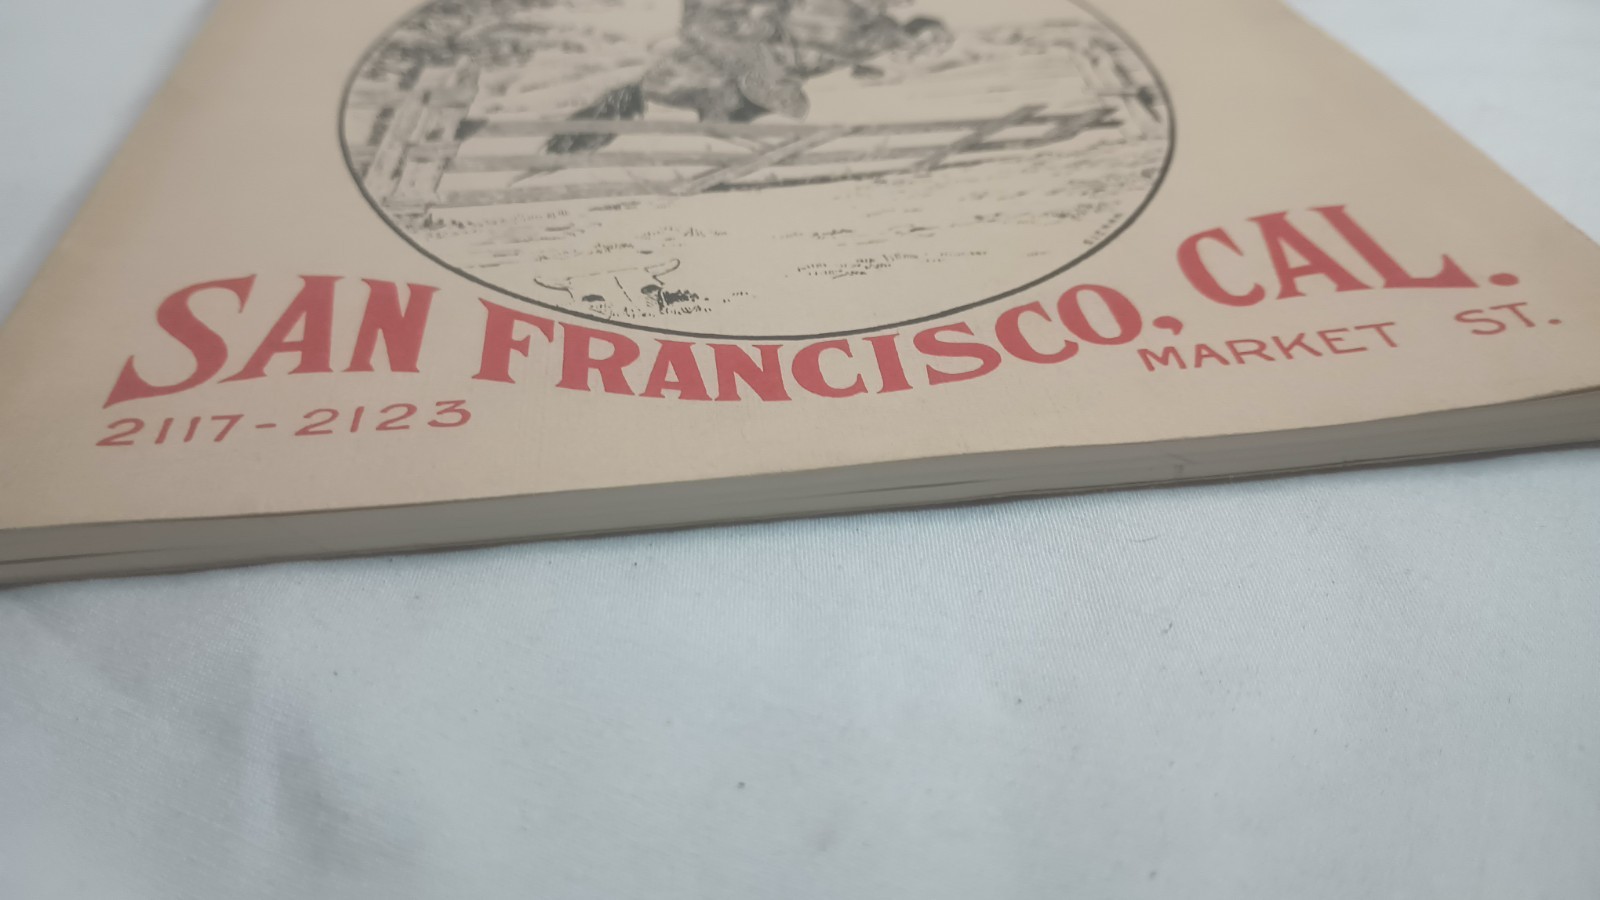 SAN FRANCISCO, CAL.
2117-2123 MARKET ST.